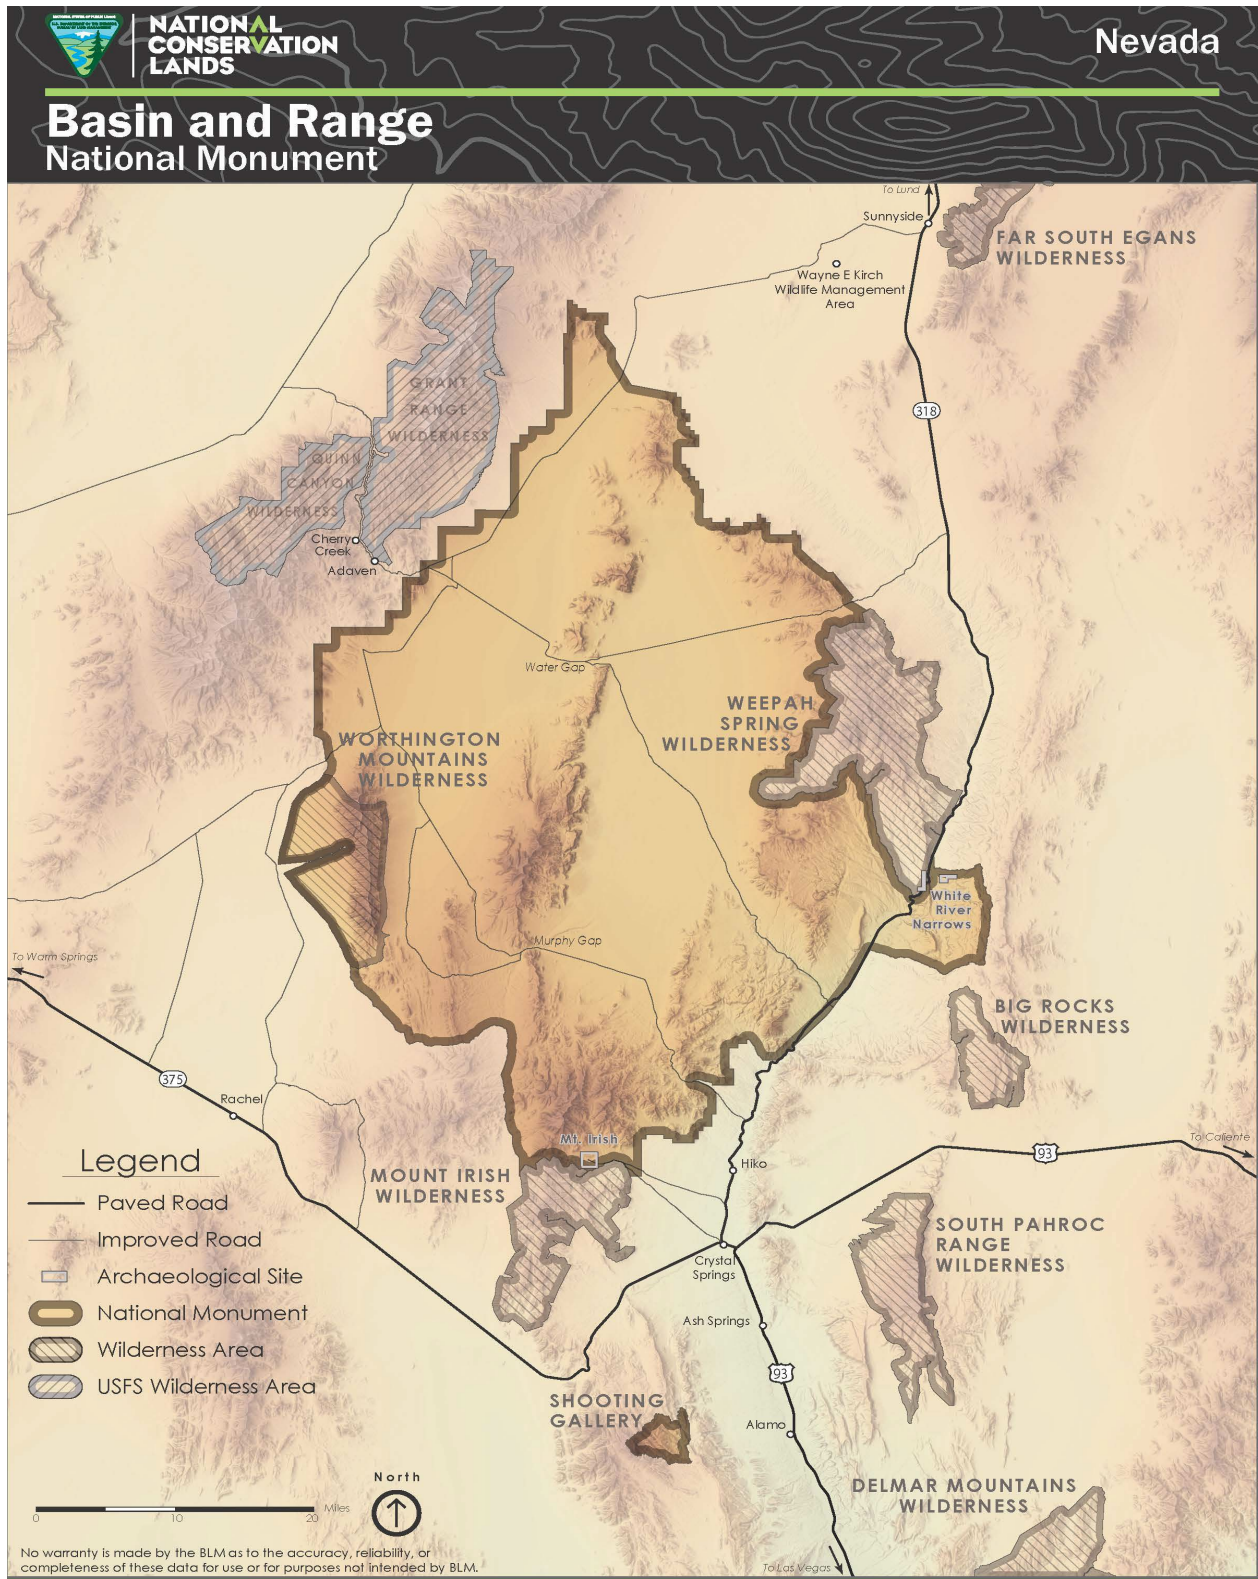 NATIONAL
CONSERVATION
LANDS
Nevada
Basin and Range
National Monument
To Lund
Sunnyside
FAR SOUTH EGANS
WILDERNESS
Wayne E Kirch
Wildlife Management
Area
GRANT
RANGE
WILDERNESS
318
QUINN
CANYON
WILDERNESS
Cherry
Creek
Adaven
Water Gap
WEEPAH
SPRING
WILDERNESS
WORTHINGTON
MOUNTAINS
WILDERNESS
White
River
Narrows
Murphy Gap
To Warm Springs
BIG ROCKS
WILDERNESS
375
Rachel
Mt. Irish
To Caliente
93
Hiko
MOUNT IRISH
WILDERNESS
SOUTH PAHROC
RANGE
WILDERNESS
Crystal
Springs
Ash Springs
93
SHOOTING
GALLERY
Alamo
DELMAR MOUNTAINS
WILDERNESS
To Las Vegas
Legend
Paved Road
Improved Road
Archaeological Site
National Monument
Wilderness Area
USFS Wilderness Area
North
Miles
0 10 20
No warranty is made by the BLM as to the accuracy, reliability, or
completeness of these data for use or for purposes not intended by BLM.